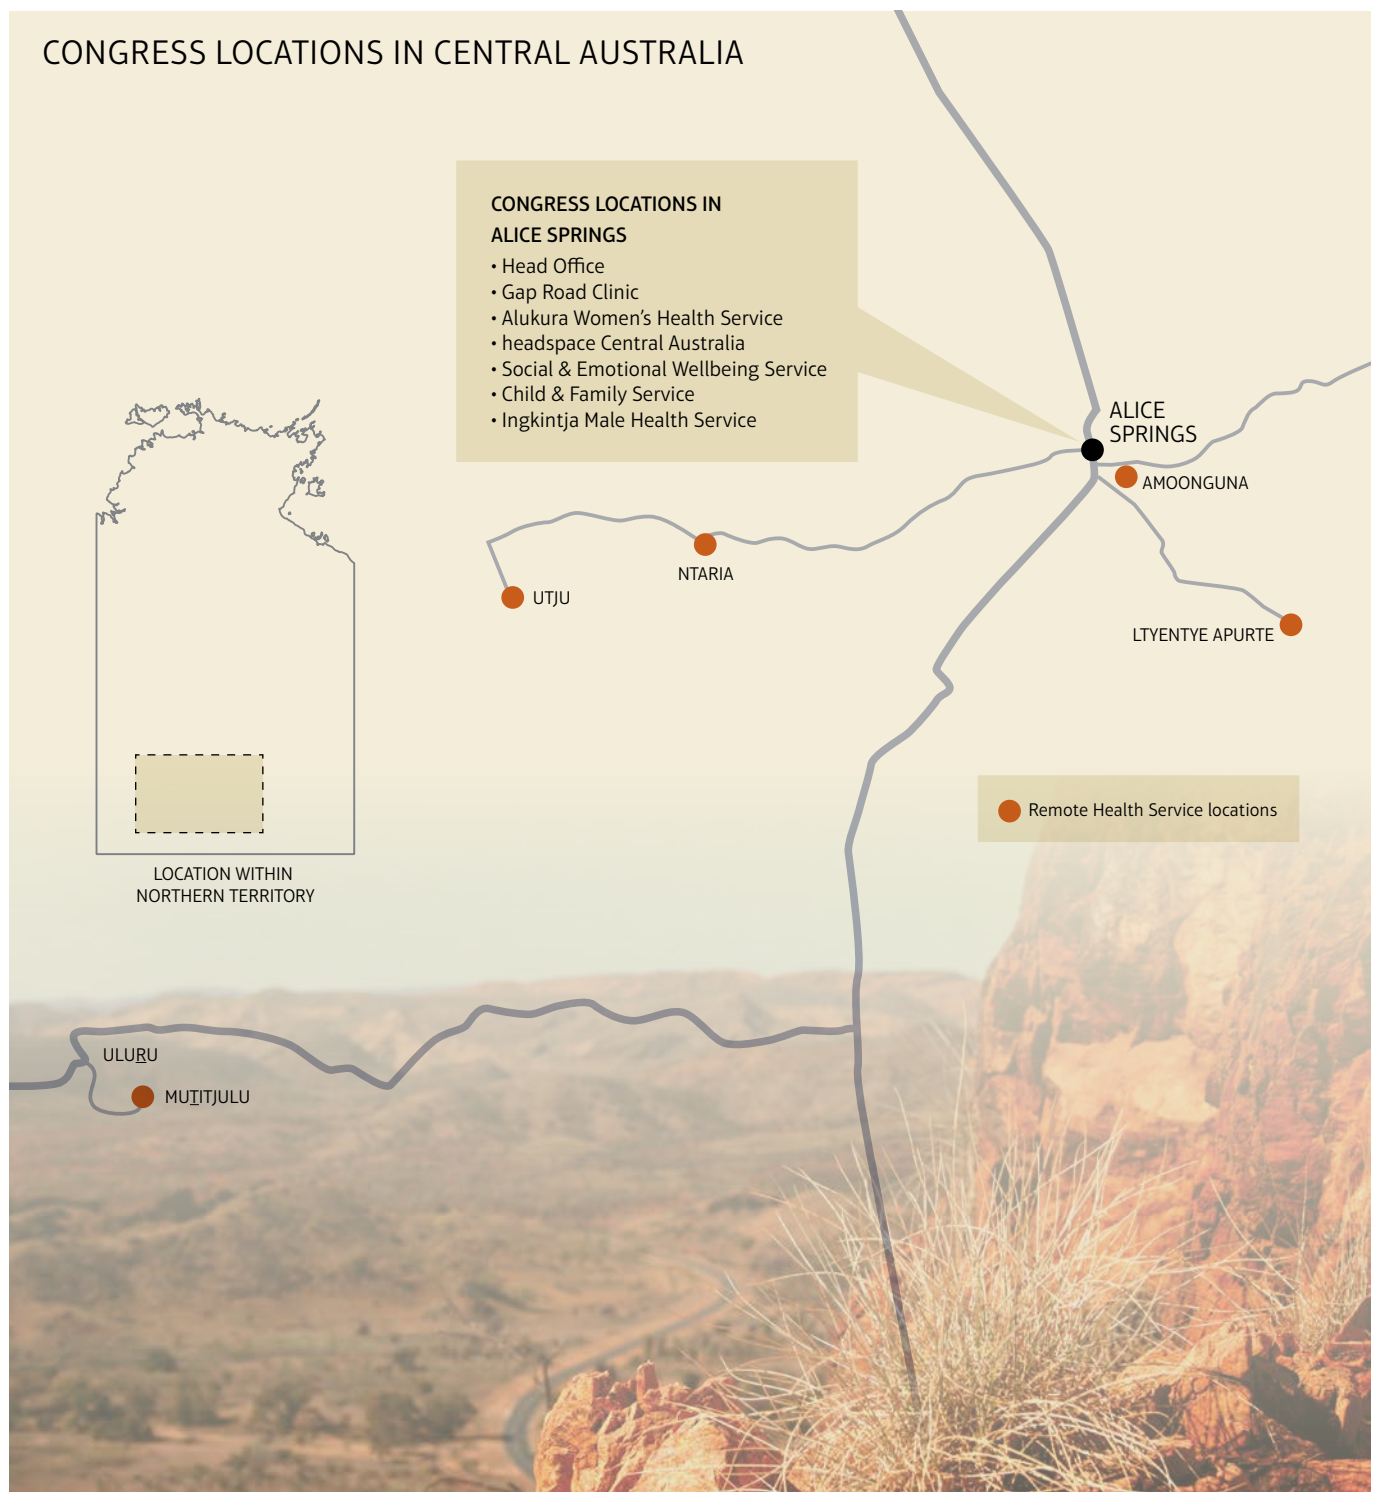 CONGRESS LOCATIONS IN CENTRAL AUSTRALIA
CONGRESS LOCATIONS IN
ALICE SPRINGS
• Head Office
• Gap Road Clinic
• Alukura Women’s Health Service
• headspace Central Australia
• Social & Emotional Wellbeing Service
• Child & Family Service
• Ingkintja Male Health Service
ALICE
SPRINGS
AMOONGUNA
NTARIA
UTJU
LTYENTYE APURTE
Remote Health Service locations
LOCATION WITHIN
NORTHERN TERRITORY
ULUṞU
MUṮITJULU